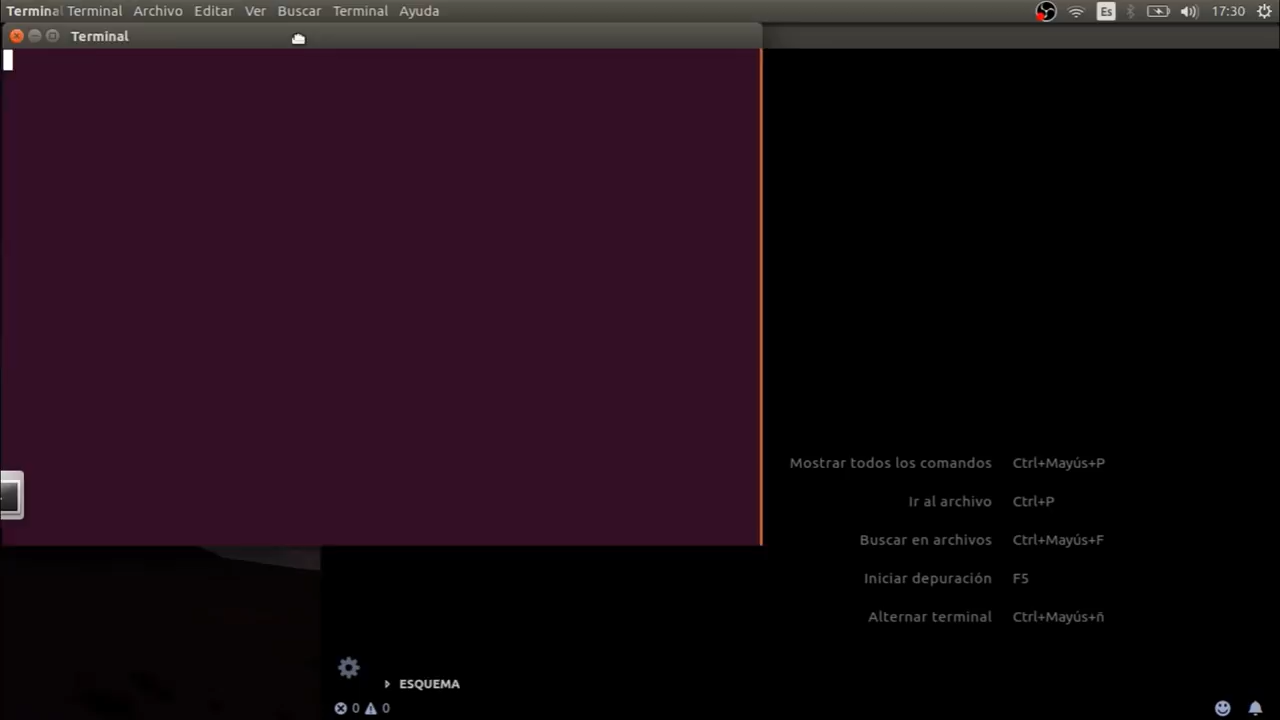 Terminal Terminal Archivo Editar Ver Buscar Terminal Ayuda Es 17:30
Terminal
Mostrar todos los comandos Ctrl+Mayús+P
Ir al archivo Ctrl+P
Buscar en archivos Ctrl+Mayús+F
Iniciar depuración F5
Alternar terminal Ctrl+Mayús+ñ
ESQUEMA
0 0